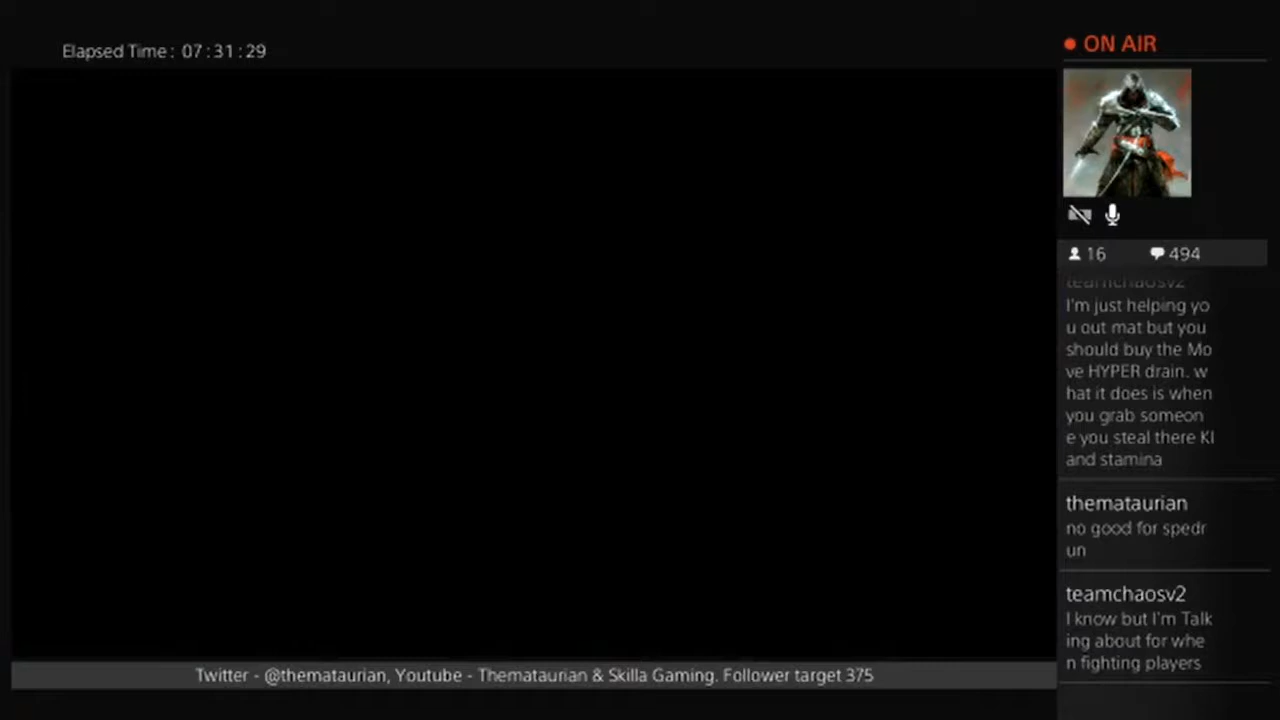 Elapsed Time: 07:31:29
ON AIR
16 494
teamchaosv2
I'm just helping yo
u out mat but you
should buy the Mo
ve HYPER drain. w
hat it does is when
you grab someon
e you steal there KI
and stamina
themataurian
no good for spedr
un
teamchaosv2
I know but I'm Talk
ing about for whe
n fighting players
Twitter - @themataurian, Youtube - Themataurian & Skilla Gaming. Follower target 375